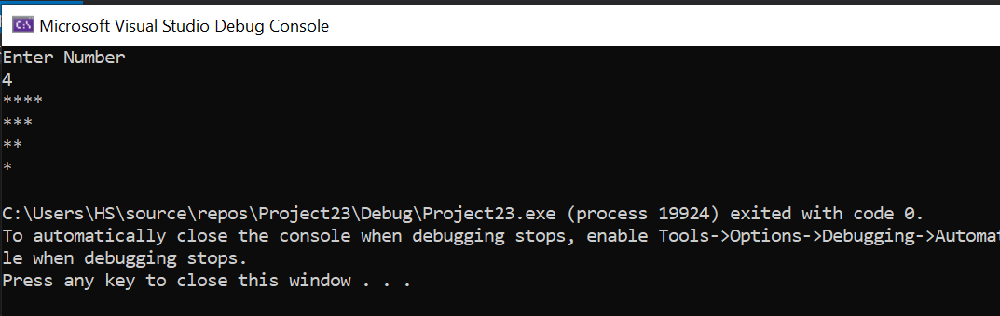 Microsoft Visual Studio Debug Console
Enter Number
4
****
***
**
*
C:\Users\HS\source\repos\Project23\Debug\Project23.exe (process 19924) exited with code 0.
To automatically close the console when debugging stops, enable Tools->Options->Debugging->Automat
le when debugging stops.
Press any key to close this window . . .